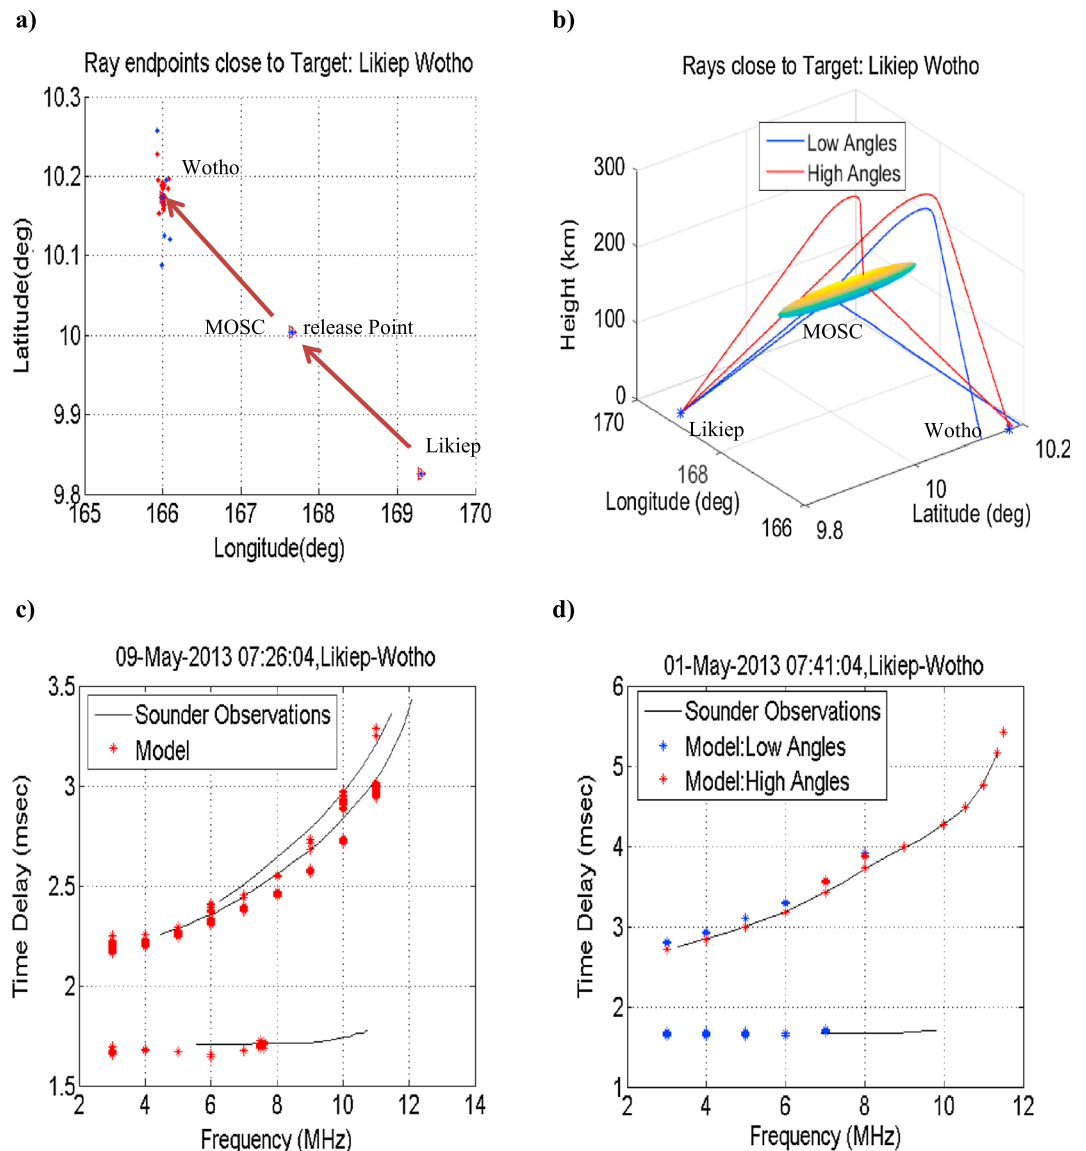 a)
Ray endpoints close to Target: Likiep Wotho
10.3
10.2
10.1
10
9.9
9.8
Latitude(deg)
Wotho
MOSC
release Point
Likiep
165
166
167
168
169
170
Longitude(deg)
b)
Rays close to Target: Likiep Wotho
Low Angles
High Angles
300
200
100
0
Height (km)
MOSC
Likiep
Wotho
170
168
166
Longitude (deg)
9.8
10
10.2
Latitude (deg)
c)
09-May-2013 07:26:04,Likiep-Wotho
Sounder Observations
Model
3.5
3
2.5
2
1.5
Time Delay (msec)
2
4
6
8
10
12
14
Frequency (MHz)
d)
01-May-2013 07:41:04,Likiep-Wotho
Sounder Observations
Model:Low Angles
Model:High Angles
6
5
4
3
2
1
Time Delay (msec)
2
4
6
8
10
12
Frequency (MHz)